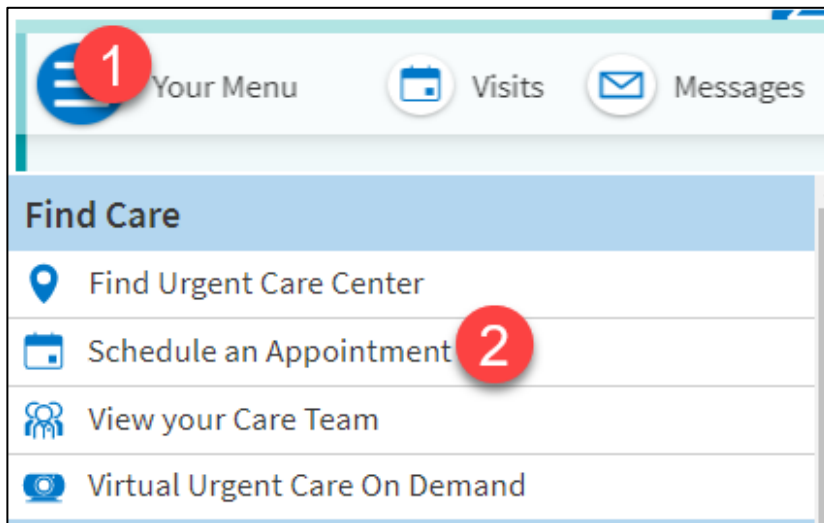 1 Your Menu Visits Messages
Find Care
Find Urgent Care Center
Schedule an Appointment 2
View your Care Team
Virtual Urgent Care On Demand